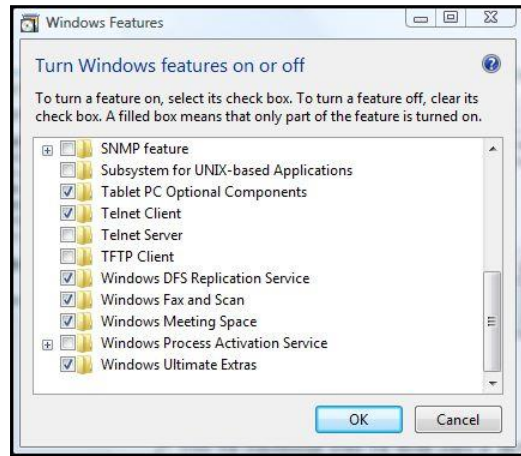 Windows Features
Turn Windows features on or off
To turn a feature on, select its check box. To turn a feature off, clear its
check box. A filled box means that only part of the feature is turned on.
SNMP feature
Subsystem for UNIX-based Applications
Tablet PC Optional Components
Telnet Client
Telnet Server
TFTP Client
Windows DFS Replication Service
Windows Fax and Scan
Windows Meeting Space
Windows Process Activation Service
Windows Ultimate Extras
OK
Cancel